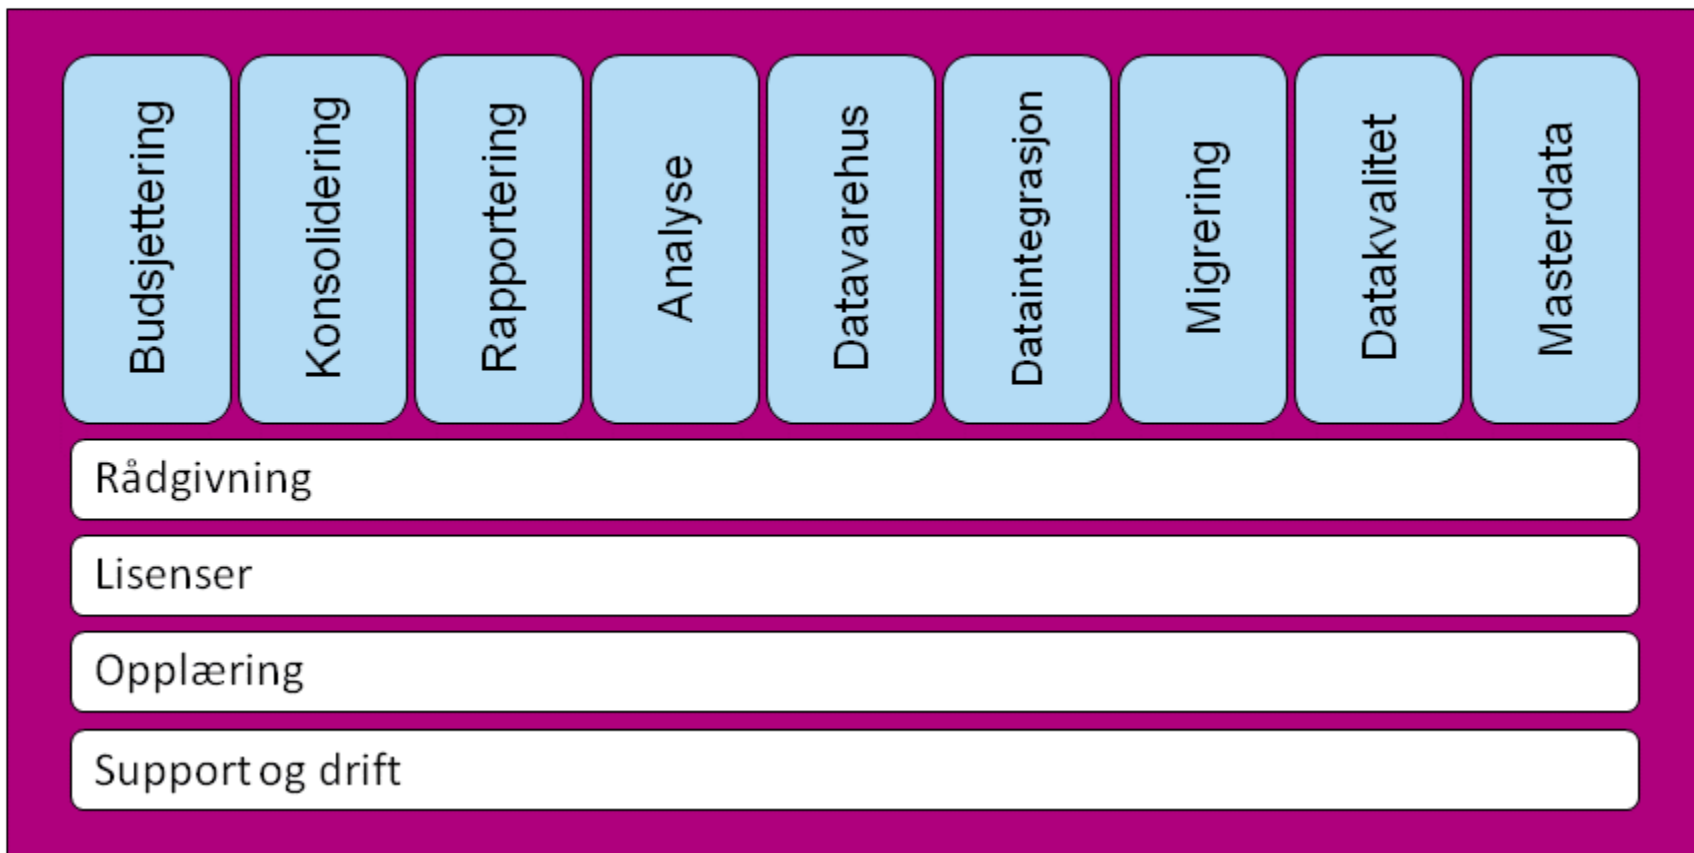 Budsjettering
Konsolidering
Rapportering
Analyse
Datavarehus
Dataintegrasjon
Migrering
Datakvalitet
Masterdata
Rådgivning
Lisenser
Opplæring
Support og drift